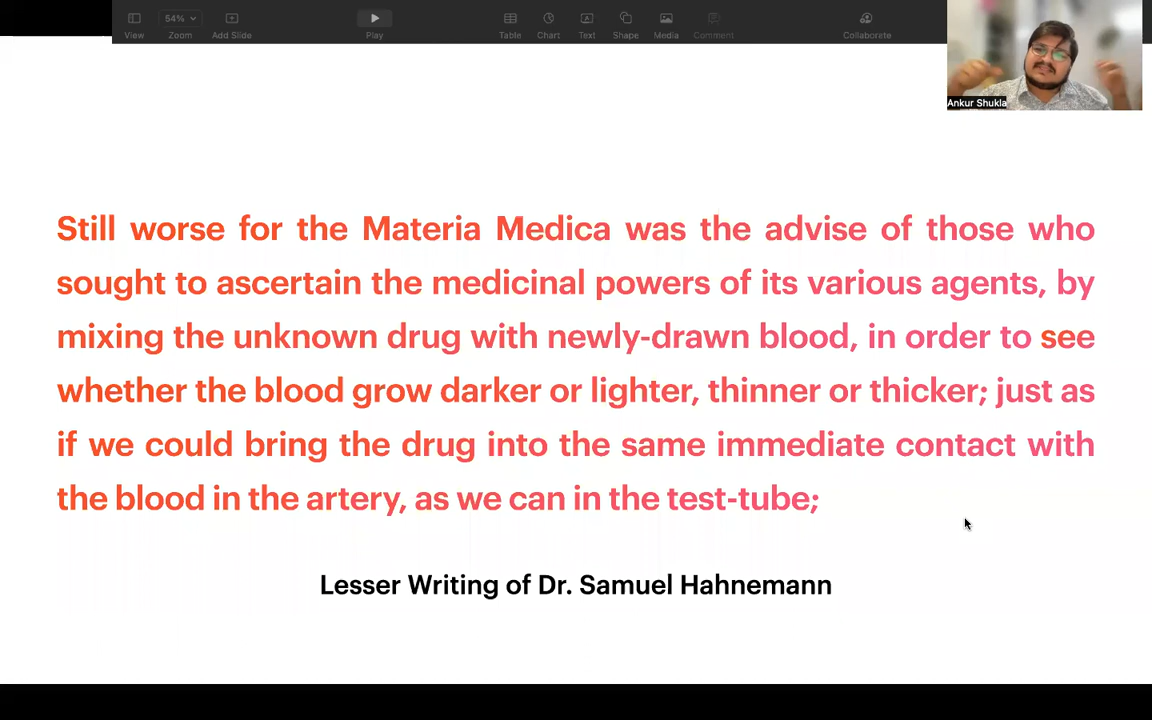 54%
View Zoom Add Slide Play Table Chart Text Shape Media Comment Collaborate
Ankur Shukla
Still worse for the Materia Medica was the advise of those who
sought to ascertain the medicinal powers of its various agents, by
mixing the unknown drug with newly-drawn blood, in order to see
whether the blood grow darker or lighter, thinner or thicker; just as
if we could bring the drug into the same immediate contact with
the blood in the artery, as we can in the test-tube;
Lesser Writing of Dr. Samuel Hahnemann